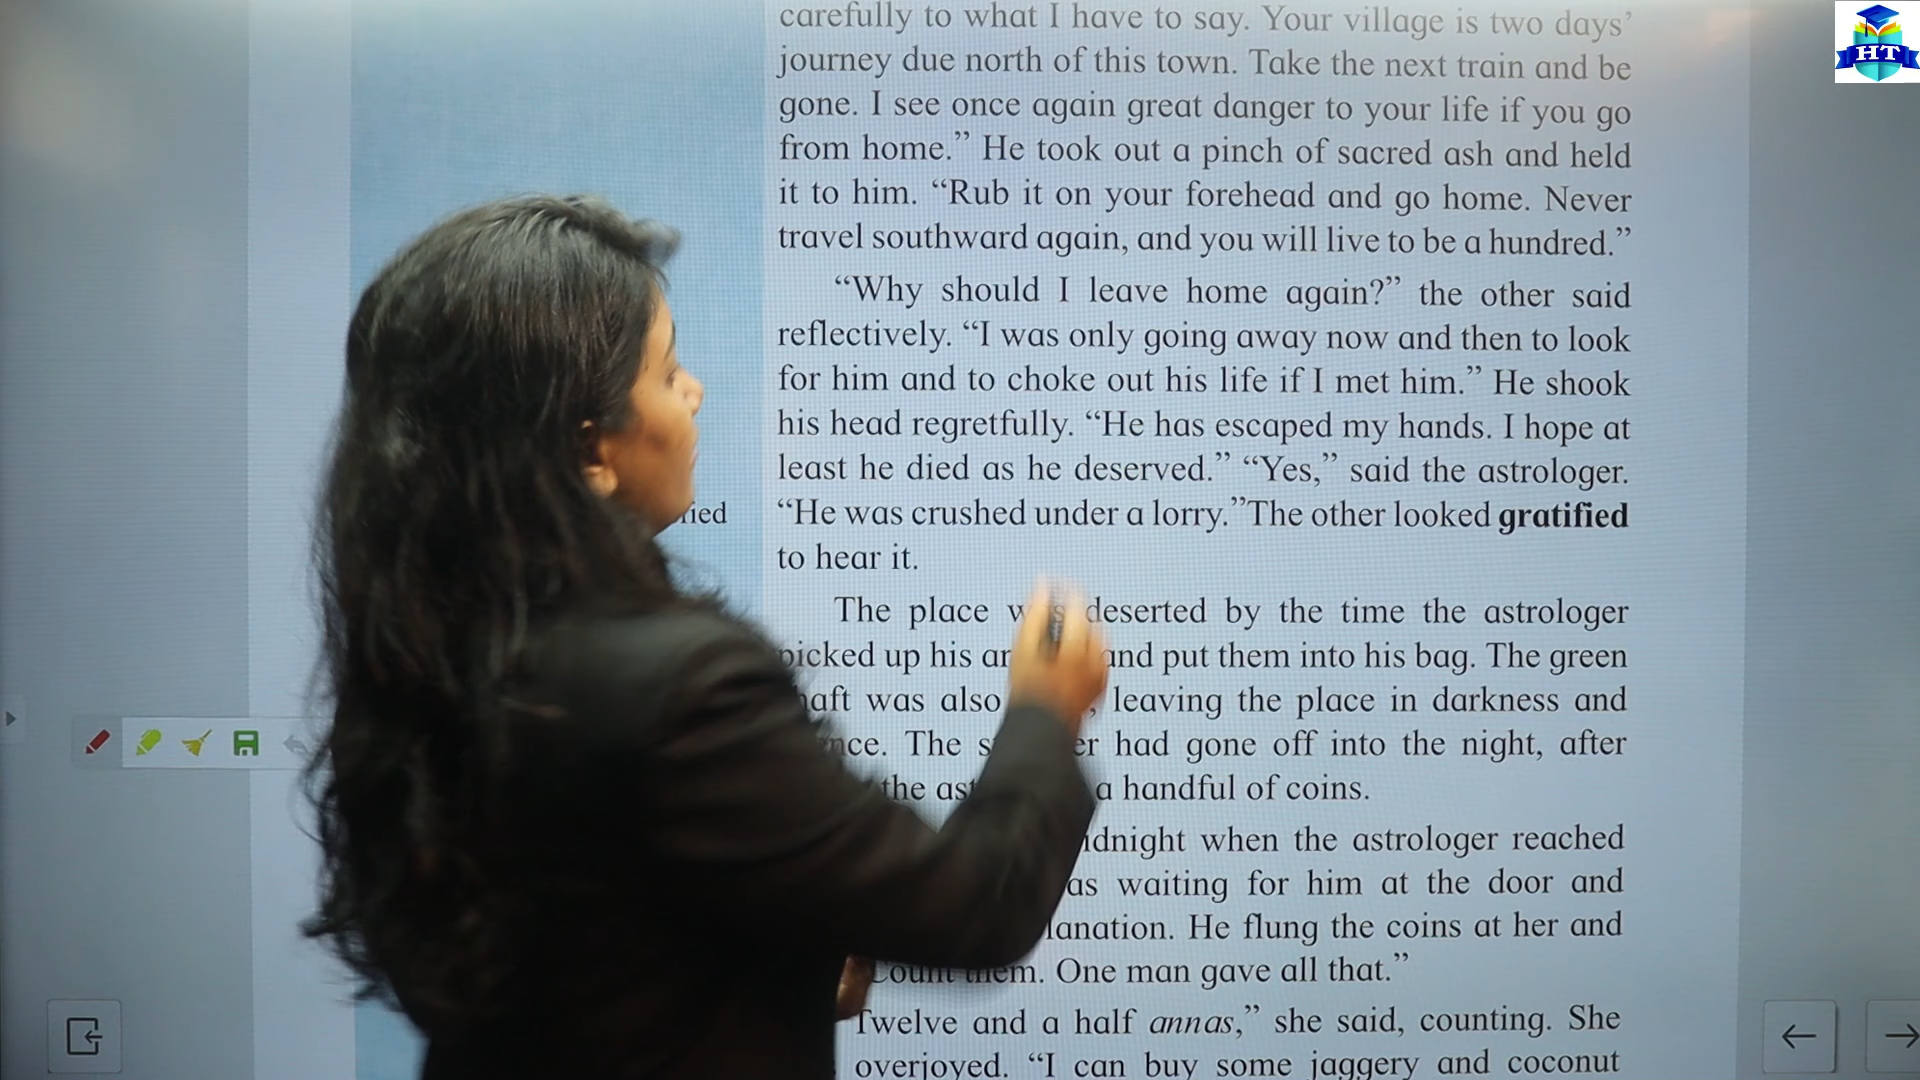 HT
carefully to what I have to say. Your village is two days’
journey due north of this town. Take the next train and be
gone. I see once again great danger to your life if you go
from home.” He took out a pinch of sacred ash and held
it to him. “Rub it on your forehead and go home. Never
travel southward again, and you will live to be a hundred.”
“Why should I leave home again?” the other said
reflectively. “I was only going away now and then to look
for him and to choke out his life if I met him.” He shook
his head regretfully. “He has escaped my hands. I hope at
least he died as he deserved.” “Yes,” said the astrologer.
“He was crushed under a lorry.”The other looked gratified
to hear it.
The place deserted by the time the astrologer
picked up his and put them into his bag. The green
was also leaving the place in darkness and
The had gone off into the night, after
the a handful of coins.
when the astrologer reached
waiting for him at the door and
He flung the coins at her and
Count them. One man gave all that.”
Twelve and a half annas,” she said, counting. She
overjoyed. “I can buy some jaggery and coconut